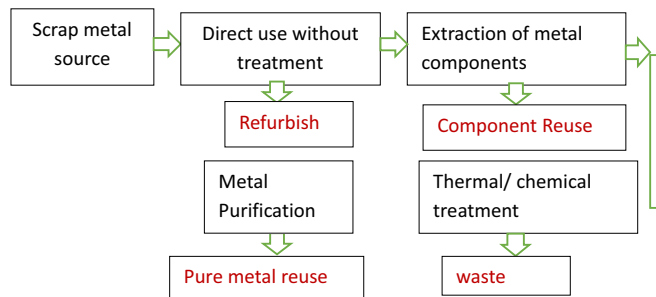 Scrap metal
source
Direct use without
treatment
Extraction of metal
components
Refurbish
Component Reuse
Metal
Purification
Thermal/ chemical
treatment
Pure metal reuse
waste